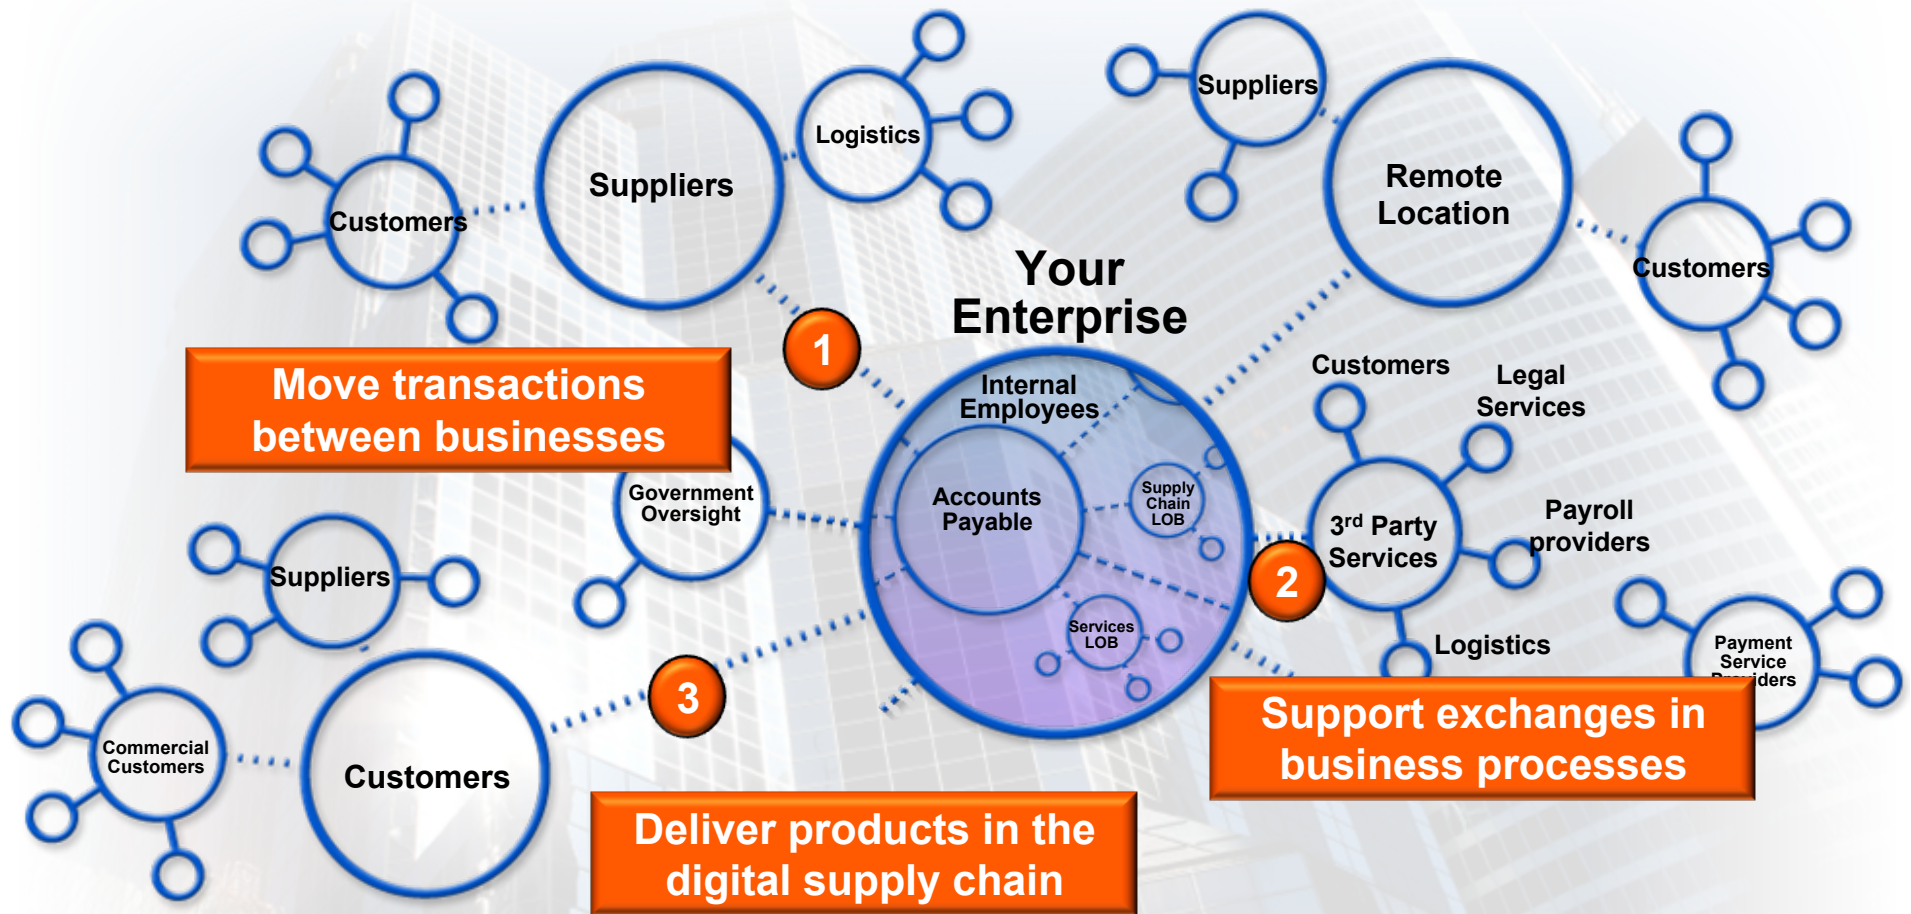 Suppliers
Logistics
Customers
Suppliers
Remote
Location
Customers
Your
Enterprise
1
Move transactions
between businesses
Internal
Employees
Accounts
Payable
Supply
Chain
LOB
Services
LOB
Government
Oversight
Customers
Legal
Services
3rd Party
Services
Payroll
providers
Logistics
2
Payment
Service
Providers
Support exchanges in
business processes
Suppliers
3
Commercial
Customers
Customers
Deliver products in the
digital supply chain